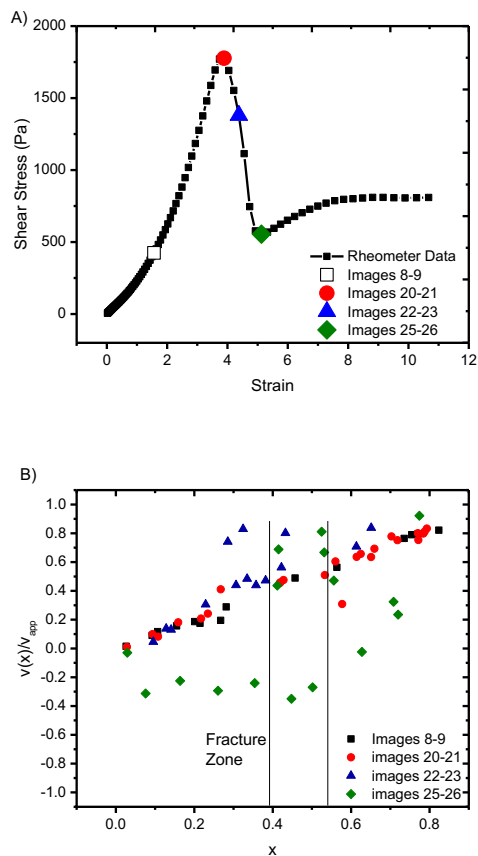 A)
2000
1750
1500
1250
1000
750
500
250
0
Shear Stress (Pa)
Rheometer Data
Images 8-9
Images 20-21
Images 22-23
Images 25-26
0 2 4 6 8 10 12
Strain
B)
1.0
0.8
0.6
0.4
0.2
0.0
-0.2
-0.4
-0.6
-0.8
-1.0
v(x)/v_app
Fracture
Zone
Images 8-9
images 20-21
images 22-23
images 25-26
0.0 0.2 0.4 0.6 0.8
x